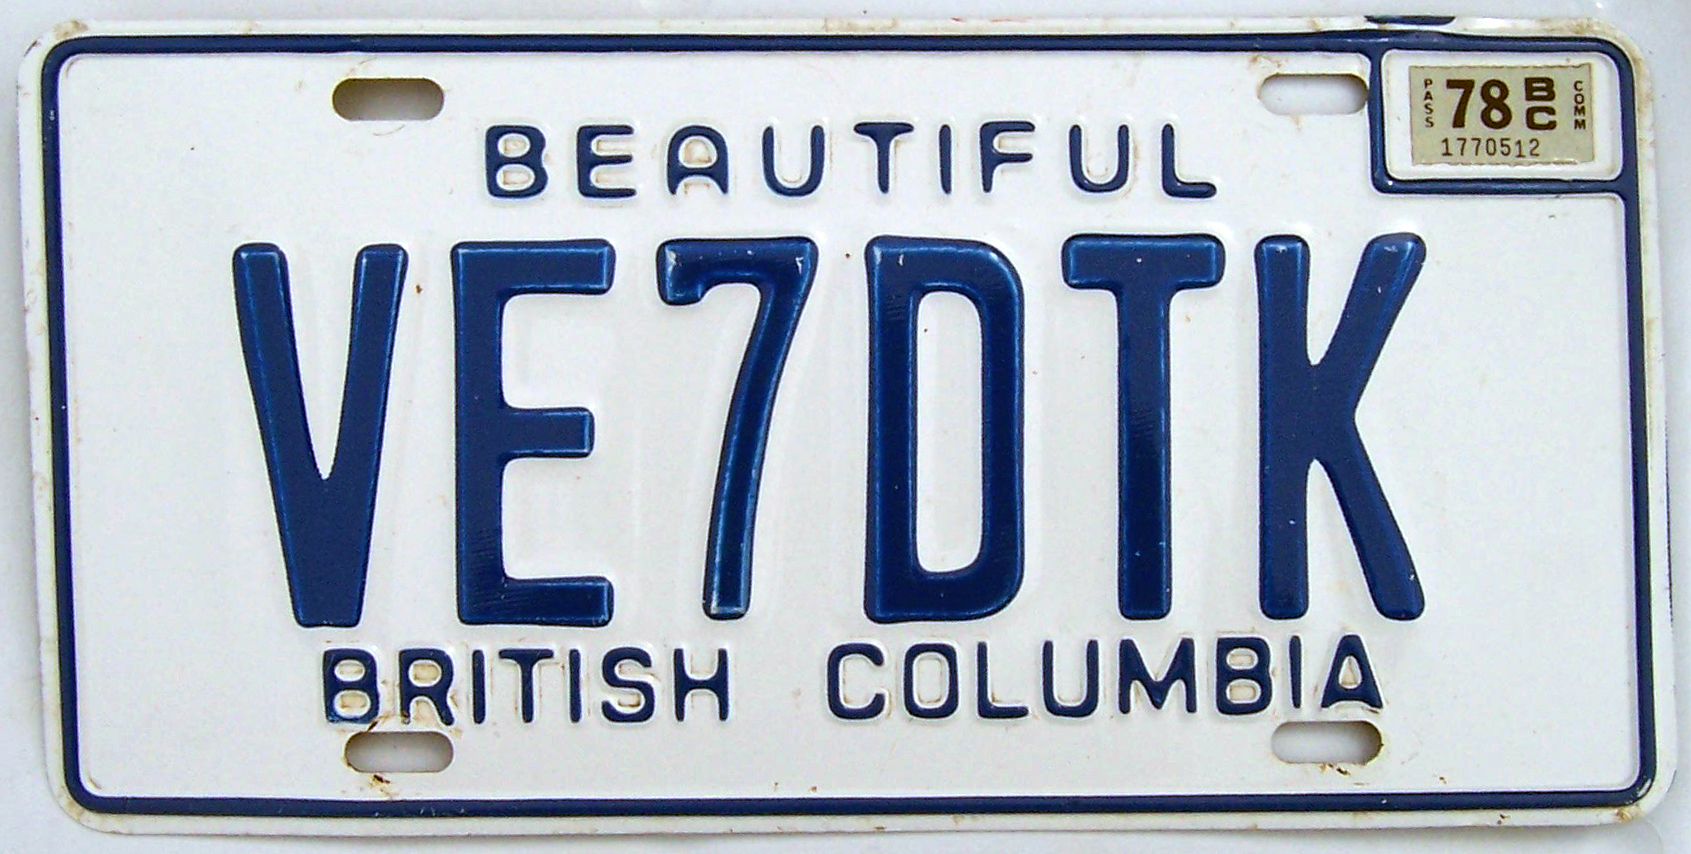 BEAUTIFUL
PASS 78 BC COMM
1770512
VE7DTK
BRITISH COLUMBIA